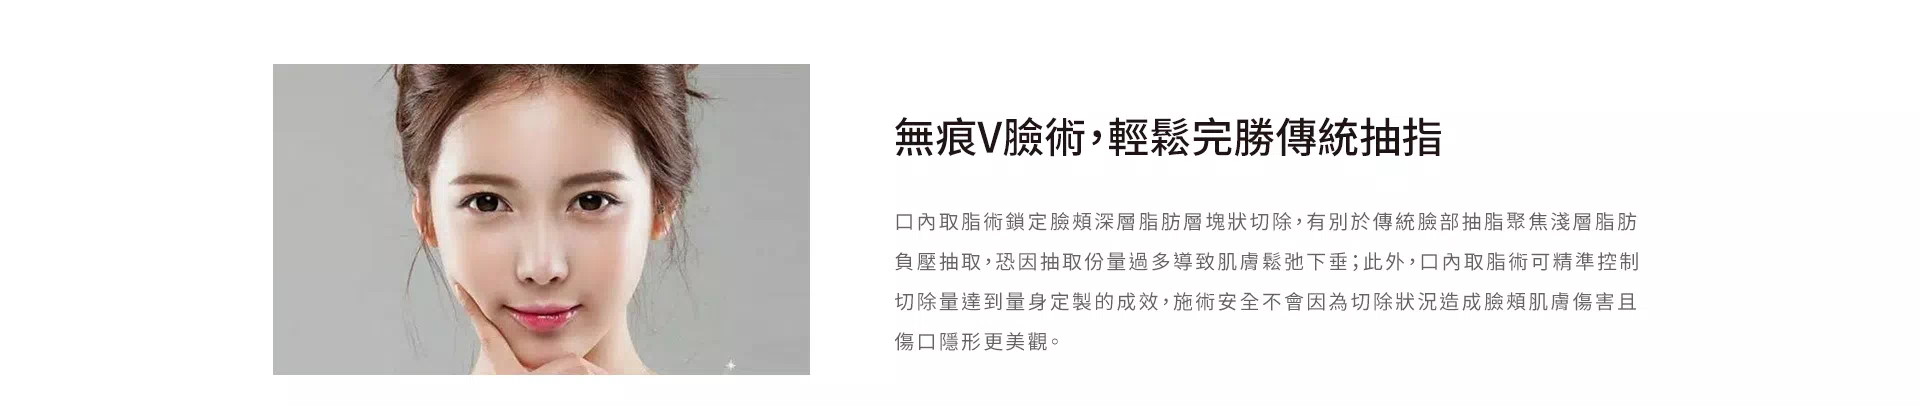 無痕V臉術，輕鬆完勝傳統抽指
口內取脂術鎖定臉頰深層脂肪層塊狀切除，有別於傳統臉部抽脂聚焦淺層脂肪
負壓抽取，恐因抽取份量過多導致肌膚鬆弛下垂；此外，口內取脂術可精準控制
切除量達到量身定製的成效，施術安全不會因為切除狀況造成臉頰肌膚傷害且
傷口隱形更美觀。